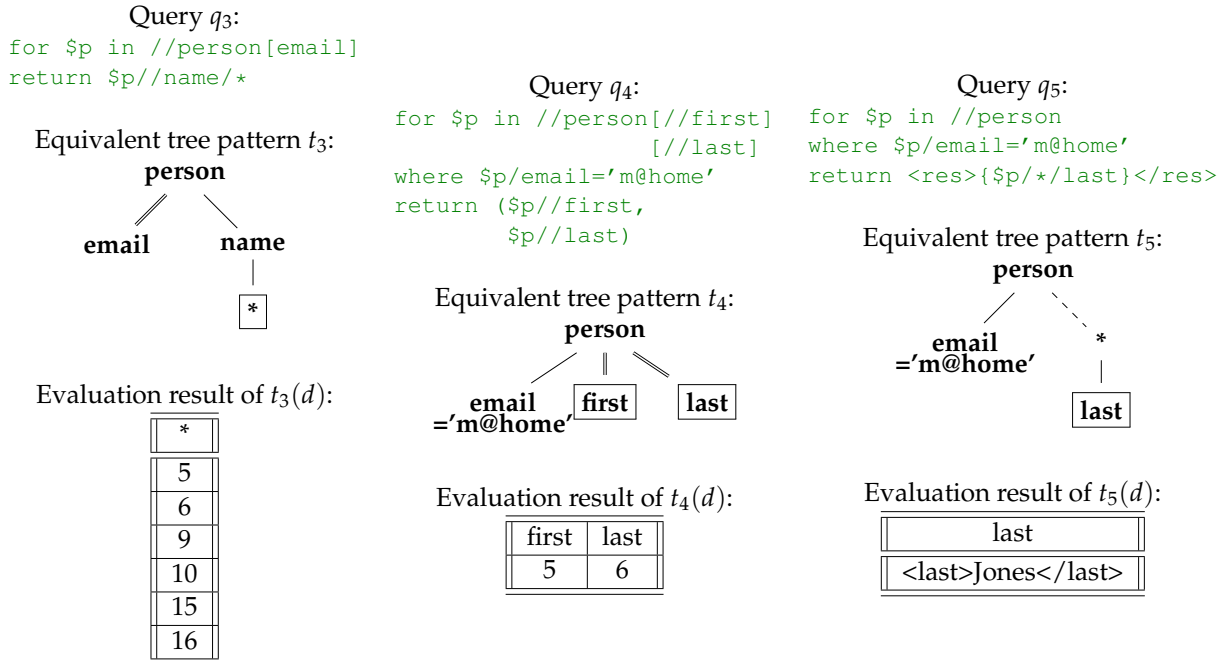 Query q3:
for $p in //person[email]
return $p//name/*
Equivalent tree pattern t3:
person
email name
*
Evaluation result of t3(d):
*
5
6
9
10
15
16
Query q4:
for $p in //person[//first]
[//last]
where $p/email='m@home'
return ($p//first,
$p//last)
Equivalent tree pattern t4:
person
email first last
='m@home'
Evaluation result of t4(d):
first last
5 6
Query q5:
for $p in //person
where $p/email='m@home'
return <res>{$p/*/last}</res>
Equivalent tree pattern t5:
person
email *
='m@home'
last
Evaluation result of t5(d):
last
<last>Jones</last>